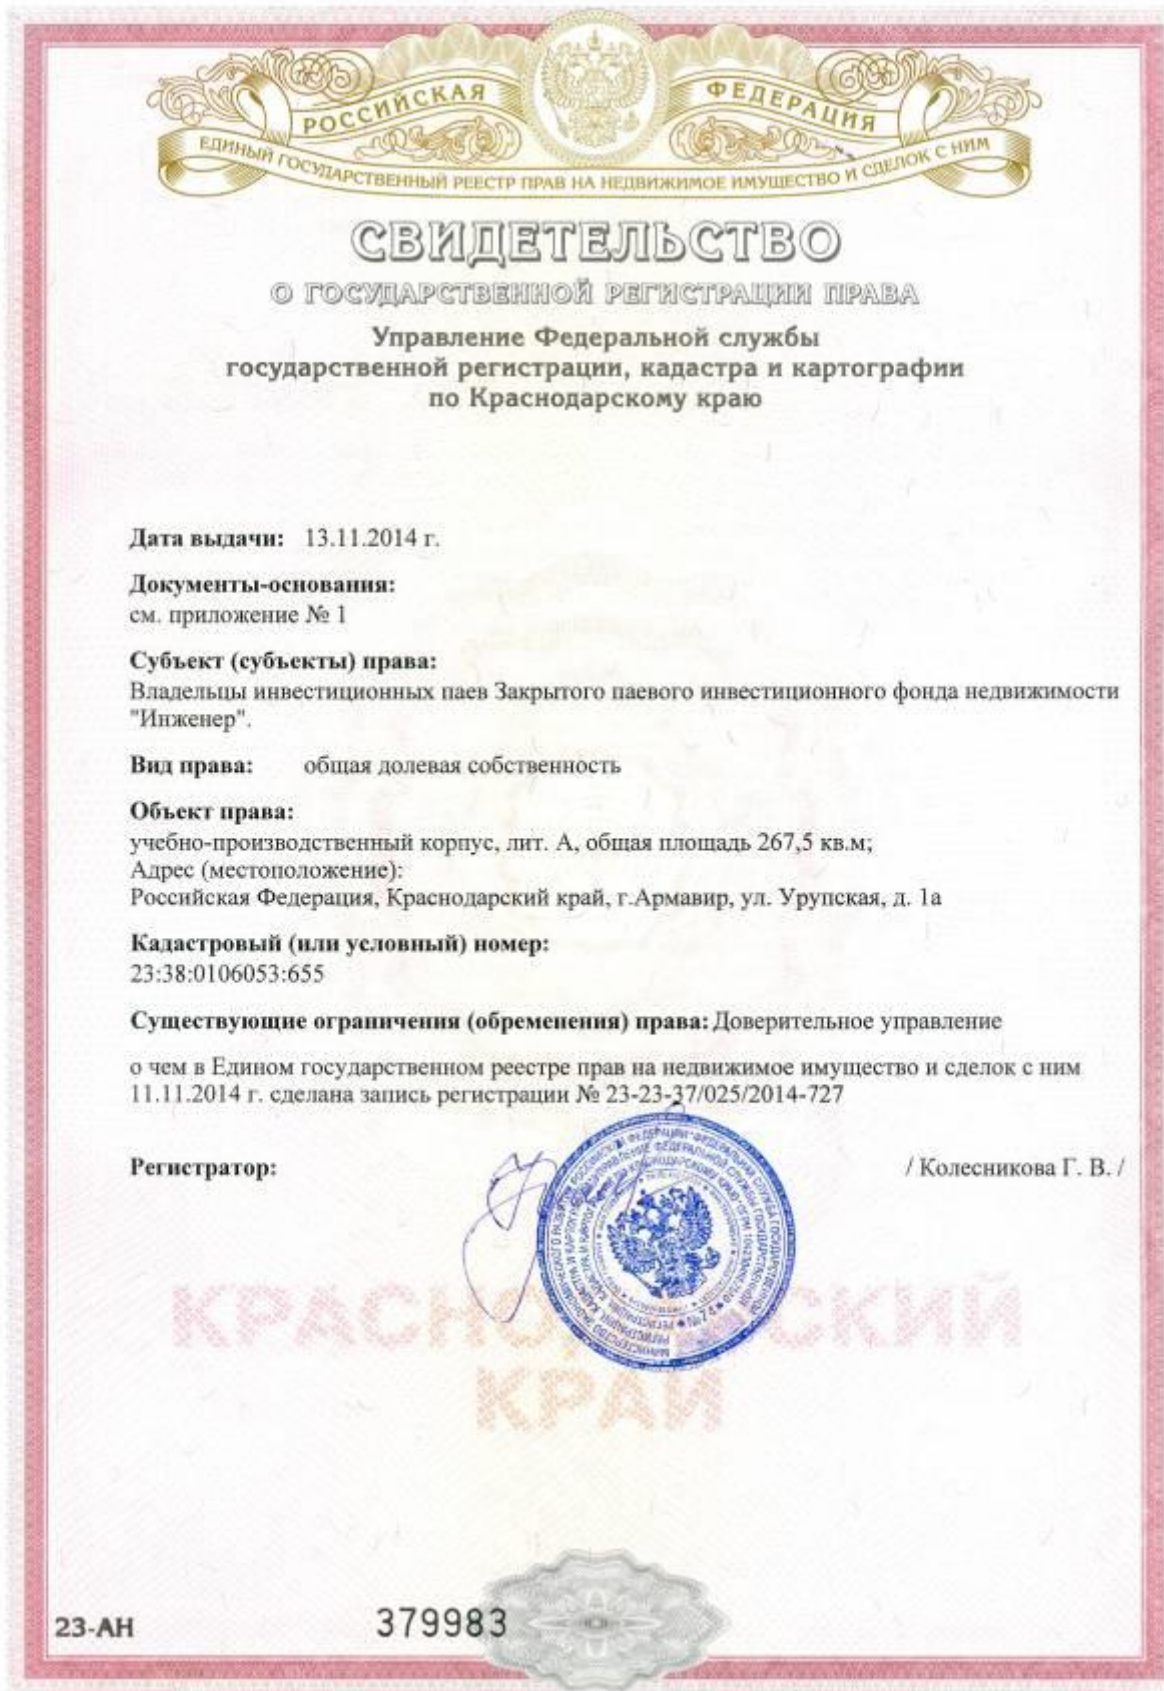 РОССИЙСКАЯ ФЕДЕРАЦИЯ
ЕДИНЫЙ ГОСУДАРСТВЕННЫЙ РЕЕСТР ПРАВ НА НЕДВИЖИМОЕ ИМУЩЕСТВО И СДЕЛОК С НИМ
СВИДЕТЕЛЬСТВО
О ГОСУДАРСТВЕННОЙ РЕГИСТРАЦИИ ПРАВА
Управление Федеральной службы
государственной регистрации, кадастра и картографии
по Краснодарскому краю
Дата выдачи: 13.11.2014 г.
Документы-основания:
см. приложение № 1
Субъект (субъекты) права:
Владельцы инвестиционных паев Закрытого паевого инвестиционного фонда недвижимости
"Инженер".
Вид права: общая долевая собственность
Объект права:
учебно-производственный корпус, лит. А, общая площадь 267,5 кв.м;
Адрес (местоположение):
Российская Федерация, Краснодарский край, г.Армавир, ул. Урупская, д. 1а
Кадастровый (или условный) номер:
23:38:0106053:655
Существующие ограничения (обременения) права: Доверительное управление
о чем в Едином государственном реестре прав на недвижимое имущество и сделок с ним
11.11.2014 г. сделана запись регистрации № 23-23-37/025/2014-727
Регистратор: / Колесникова Г. В. /
КРАСНОДАРСКИЙ
КРАЙ
23-АН 379983